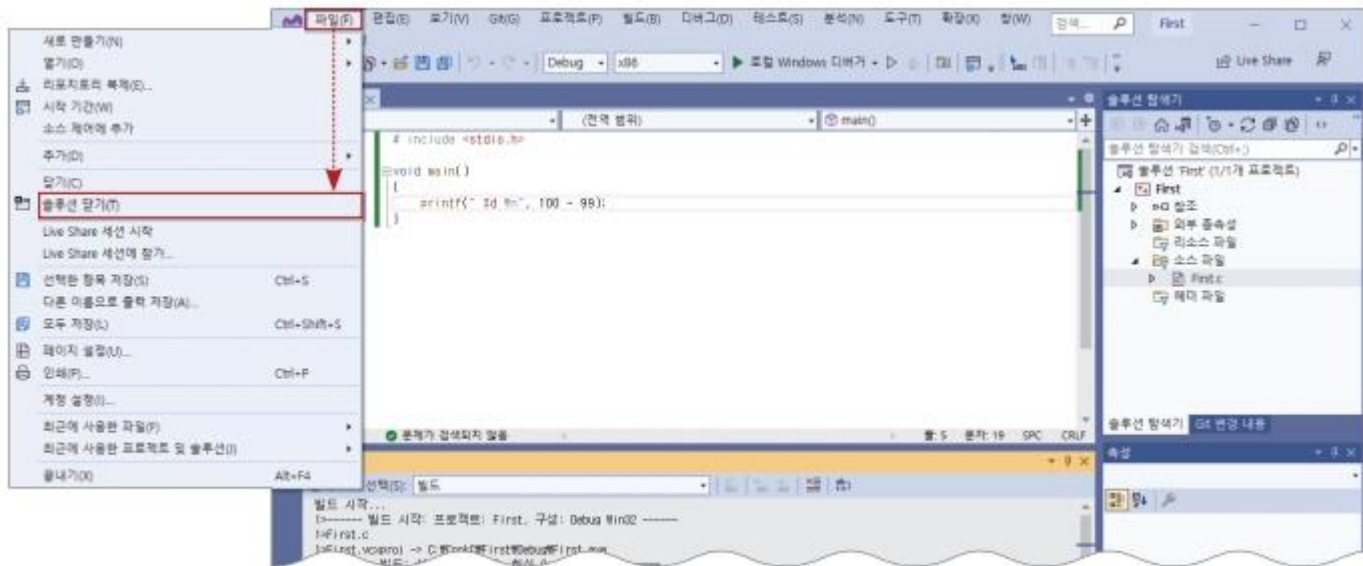 파일(F) 편집(E) 보기(V) Git(G) 프로젝트(P) 빌드(B) 디버그(D) 테스트(S) 분석(N) 도구(T) 확장(X) 창(W) 검색... First
새로 만들기(N)
열기(O)
리포지토리 복제(E)...
시작 기간(W)
소스 제어에 추가
추가(D)
닫기(C)
솔루션 닫기(T)
Live Share 세션 시작
Live Share 세션에 참가...
선택한 항목 저장(S) Ctrl+S
다른 이름으로 출력 저장(A)...
모두 저장(L) Ctrl+Shift+S
페이지 설정(U)...
인쇄(P)... Ctrl+P
계정 설정(I)...
최근에 사용한 파일(F)
최근에 사용한 프로젝트 및 솔루션(J)
끝내기(X) Alt+F4
Debug x86 로컬 Windows 디버거 Live Share
(전역 범위) main()
# include <stdio.h>
void main()
{
printf(" %d ₩n", 100 - 99);
}
문제가 검색되지 않음 줄: 5 문자: 19 SPC CRLF
선택(S): 빌드
빌드 시작...
1>------ 빌드 시작: 프로젝트: First, 구성: Debug Win32 ------
1>First.c
솔루션 탐색기
솔루션 탐색기 검색(Ctrl+;)
솔루션 'First' (1/1개 프로젝트)
First
참조
외부 종속성
리소스 파일
소스 파일
First.c
헤더 파일
솔루션 탐색기 Git 변경 내용
속성